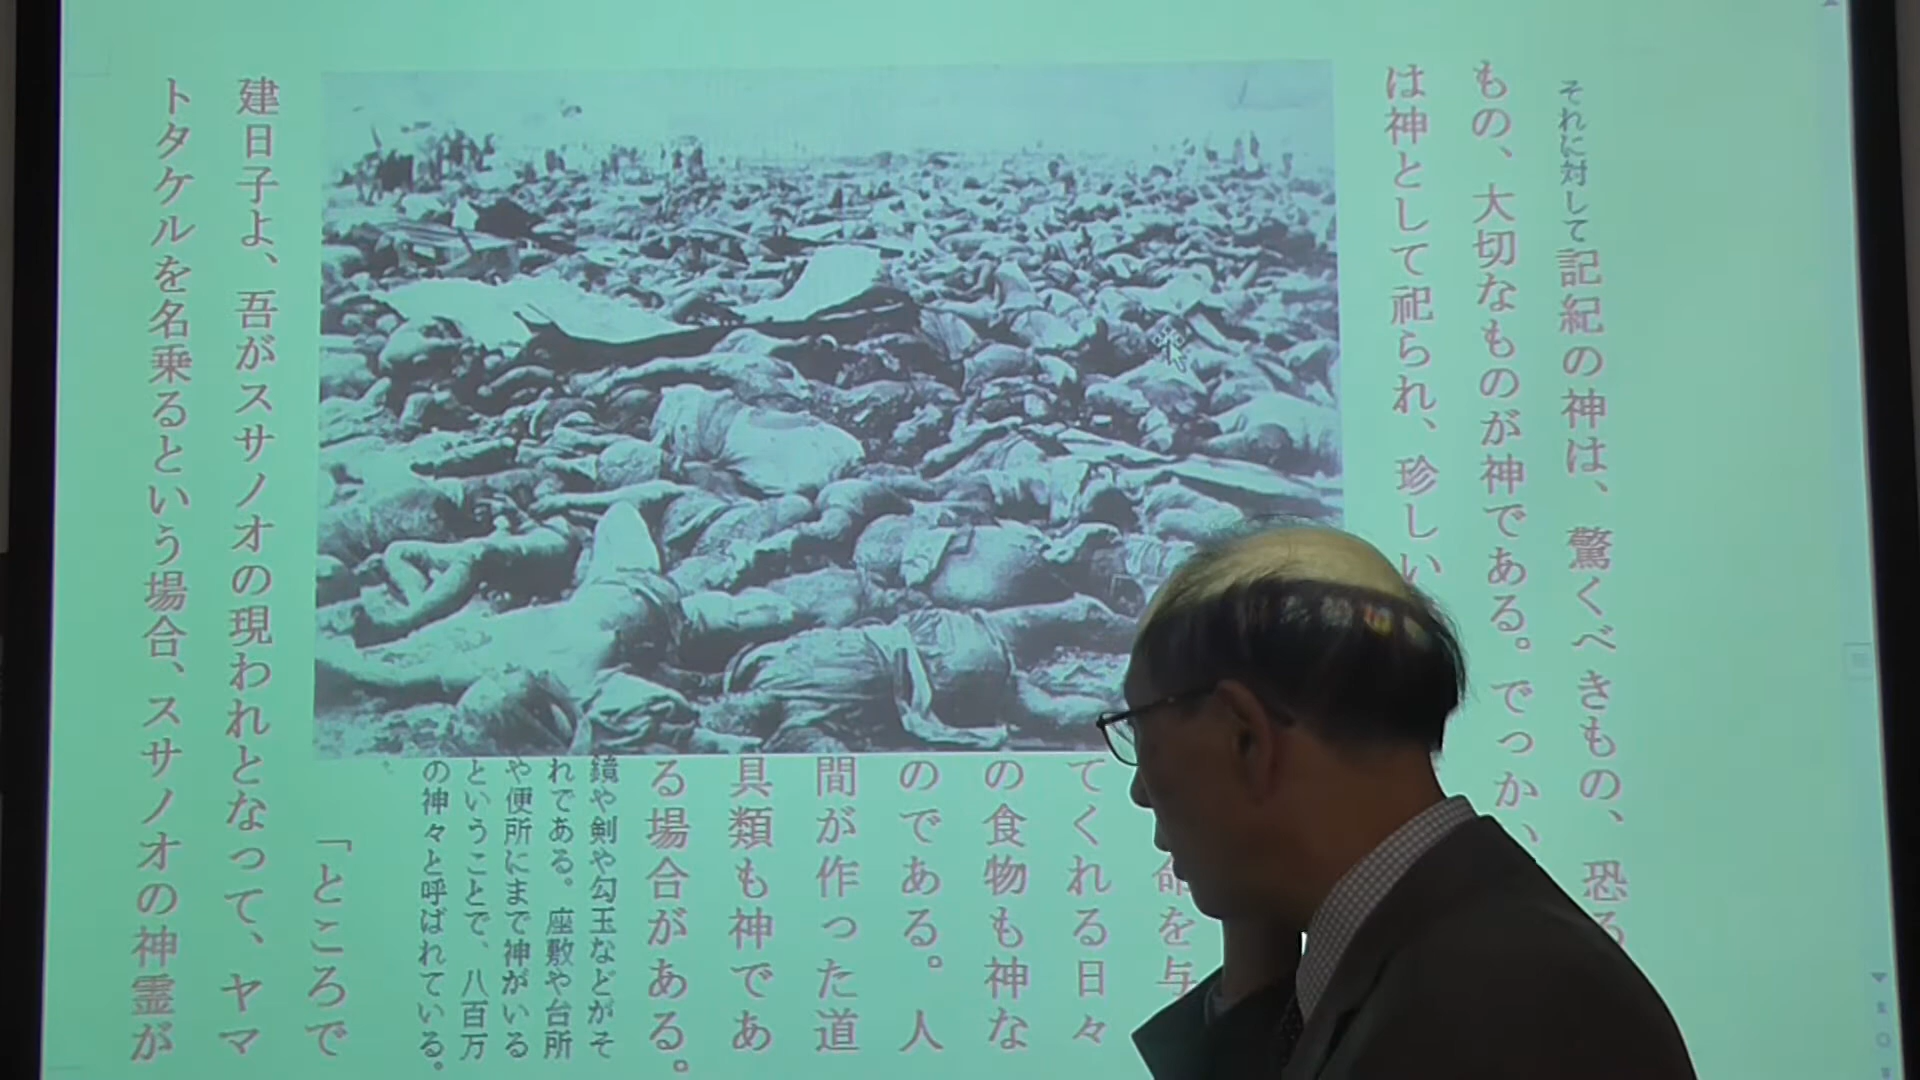 それに対して記紀の神は、驚くべきもの、恐る
もの、大切なものが神である。でっか、
は神として祀られ、珍しい
命を与
てくれる日々
の食物も神な
のである。人
間が作った道
具類も神であ
る場合がある。
鏡や剣や勾玉などがそ
れである。座敷や台所
や便所にまで神がいる
ということで、八百万
の神々と呼ばれている。
「ところで
建日子よ、吾がスサノオの現われとなって、ヤマ
トタケルを名乗るという場合、スサノオの神霊が